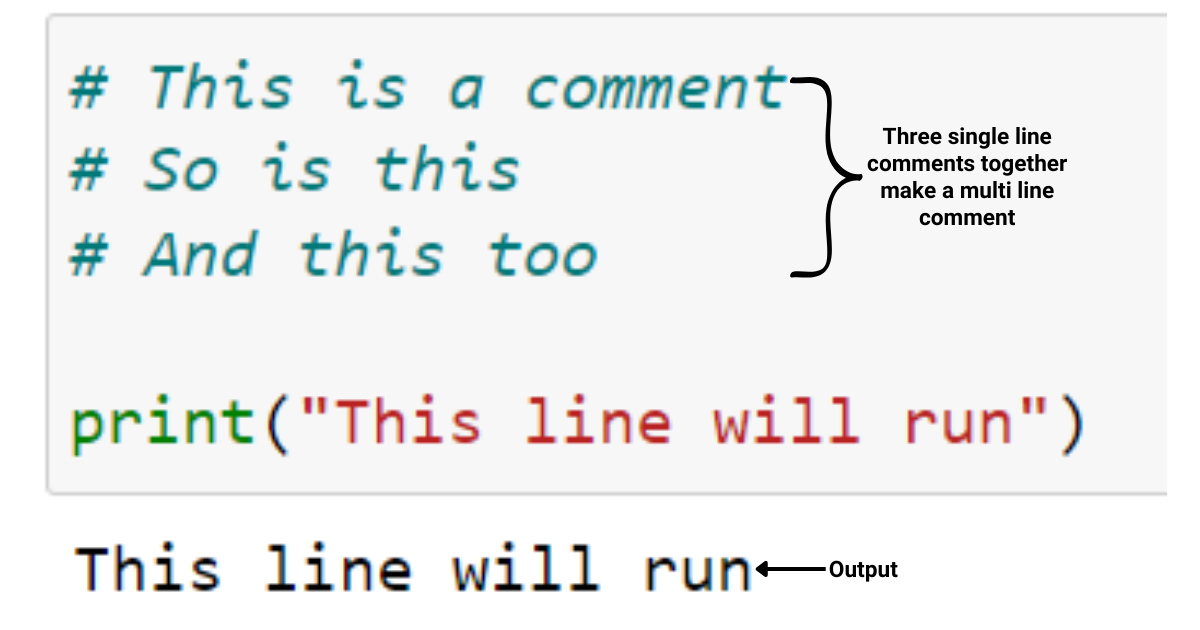 # This is a comment
# So is this
# And this too
Three single line
comments together
make a multi line
comment
print("This line will run")
This line will run
Output